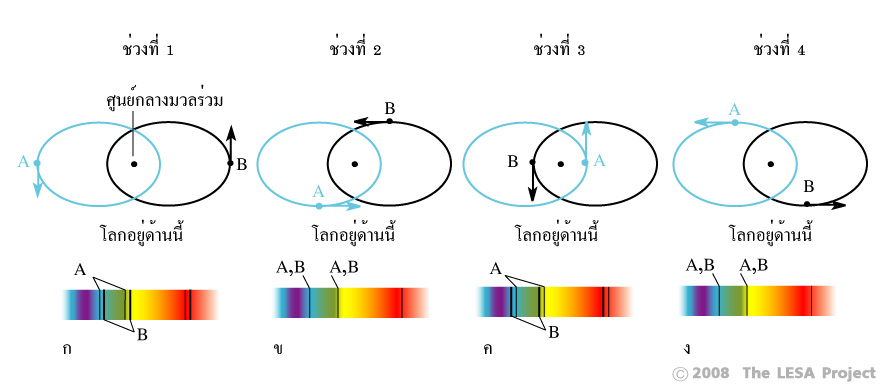 ช่วงที่ 1
ช่วงที่ 2
ช่วงที่ 3
ช่วงที่ 4
ศูนย์กลางมวลร่วม
A
B
B
A
B
A
A
B
โลกอยู่ด้านนี้
โลกอยู่ด้านนี้
โลกอยู่ด้านนี้
โลกอยู่ด้านนี้
A
B
A,B
A,B
A
B
A,B
A,B
ก
ข
ค
ง
© 2008 The LESA Project